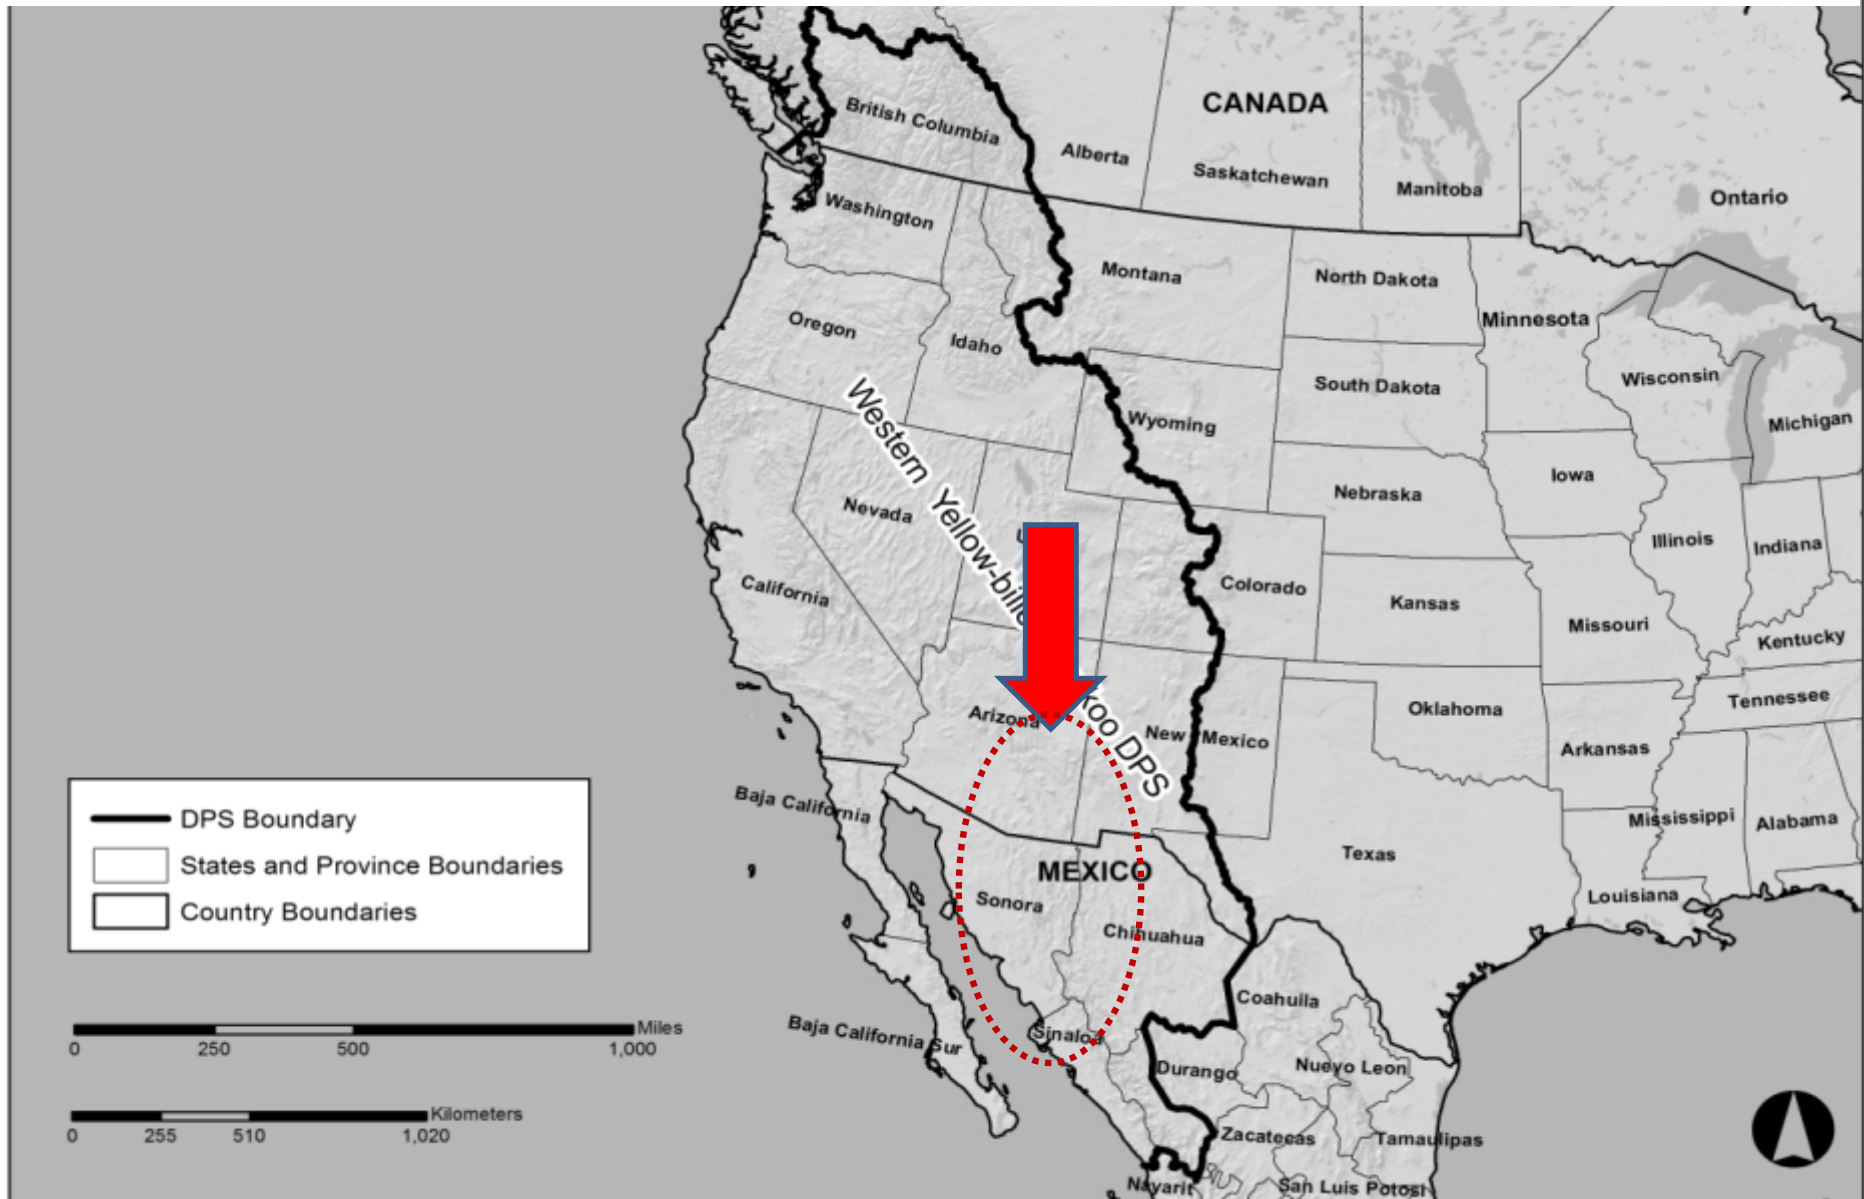 CANADA
British Columbia
Alberta
Saskatchewan
Manitoba
Ontario
Washington
Montana
North Dakota
Minnesota
Oregon
Idaho
South Dakota
Wisconsin
Michigan
Wyoming
Iowa
Nebraska
Nevada
Illinois
Indiana
California
Colorado
Kansas
Missouri
Kentucky
Tennessee
Oklahoma
Arizona
New Mexico
Arkansas
Western Yellow-bille
koo DPS
Baja California
Mississippi
Alabama
Texas
MEXICO
Louisiana
Sonora
Chihuahua
Coahuila
Baja California Sur
Sinaloa
Durango
Nuevo Leon
Zacatecas
Tamaulipas
Nayarit
San Luis Potosi
DPS Boundary
States and Province Boundaries
Country Boundaries
Miles
0 250 500 1,000
Kilometers
0 255 510 1,020